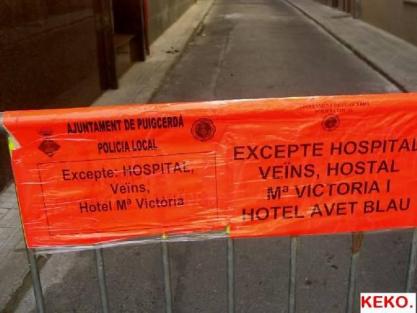 AJUNTAMENT DE PUIGCERDÀ
POLICIA LOCAL
Excepte: HOSPITAL,
Veïns,
Hotel Mª Victòria
EXCEPTE HOSPITAL
VEÏNS, HOSTAL
Mª VICTORIA I
HOTEL AVET BLAU
KEKO.